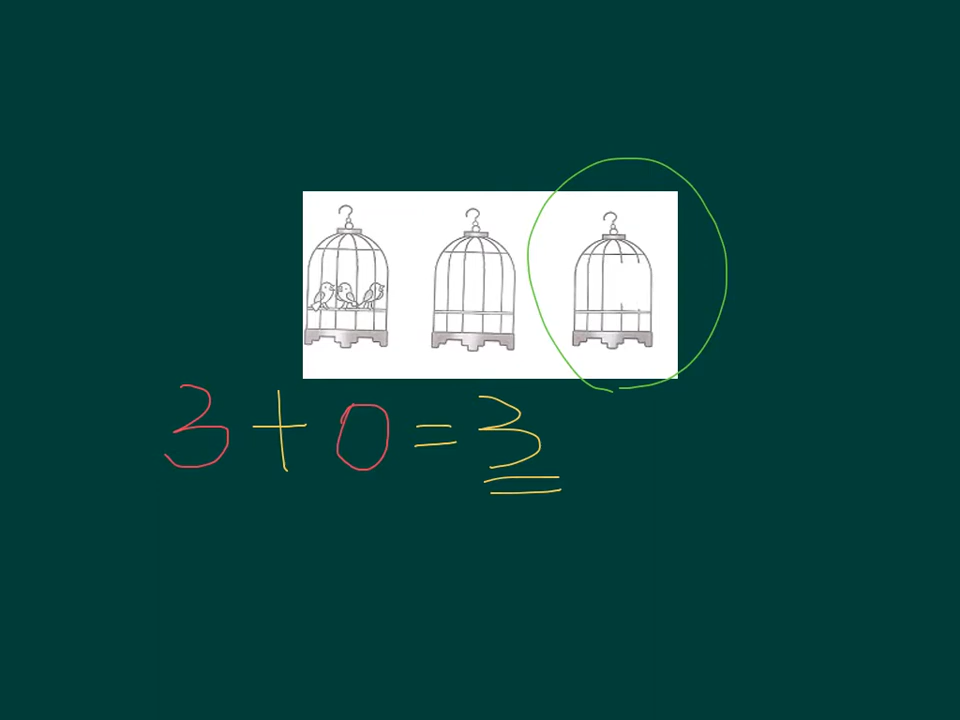 3 + 0 = 3